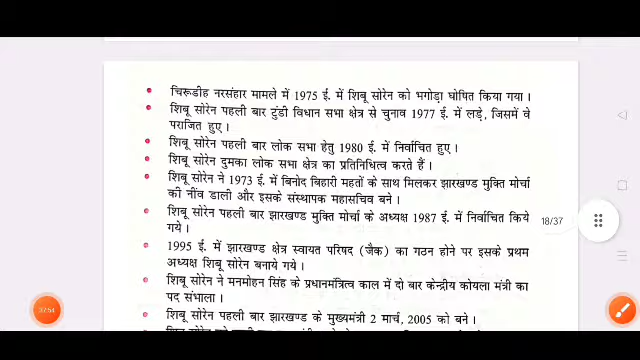 चिरूडीह नरसंहार मामले में 1975 ई. में शिबू सोरेन को भगोड़ा घोषित किया गया।
शिबू सोरेन पहली बार टुंडी विधान सभा क्षेत्र से चुनाव 1977 ई. में लड़े, जिसमें वे
पराजित हुए।
शिबू सोरेन पहली बार लोक सभा हेतु 1980 ई. में निर्वाचित हुए।
शिबू सोरेन दुमका लोक सभा क्षेत्र का प्रतिनिधित्व करते हैं।
शिबू सोरेन ने 1973 ई. में बिनोद बिहारी महतो के साथ मिलकर झारखण्ड मुक्ति मोर्चा
की नींव डाली और इसके संस्थापक महासचिव बने।
शिबू सोरेन पहली बार झारखण्ड मुक्ति मोर्चा के अध्यक्ष 1987 ई. में निर्वाचित किये
गये।
18/37
1995 ई. में झारखण्ड क्षेत्र स्वायत परिषद (जैक) का गठन होने पर इसके प्रथम
अध्यक्ष शिबू सोरेन बनाये गये।
शिबू सोरेन ने मनमोहन सिंह के प्रधानमंत्रित्व काल में दो बार केन्द्रीय कोयला मंत्री का
पद संभाला।
37:54
शिबू सोरेन पहली बार झारखण्ड के मुख्यमंत्री 2 मार्च, 2005 को बने।